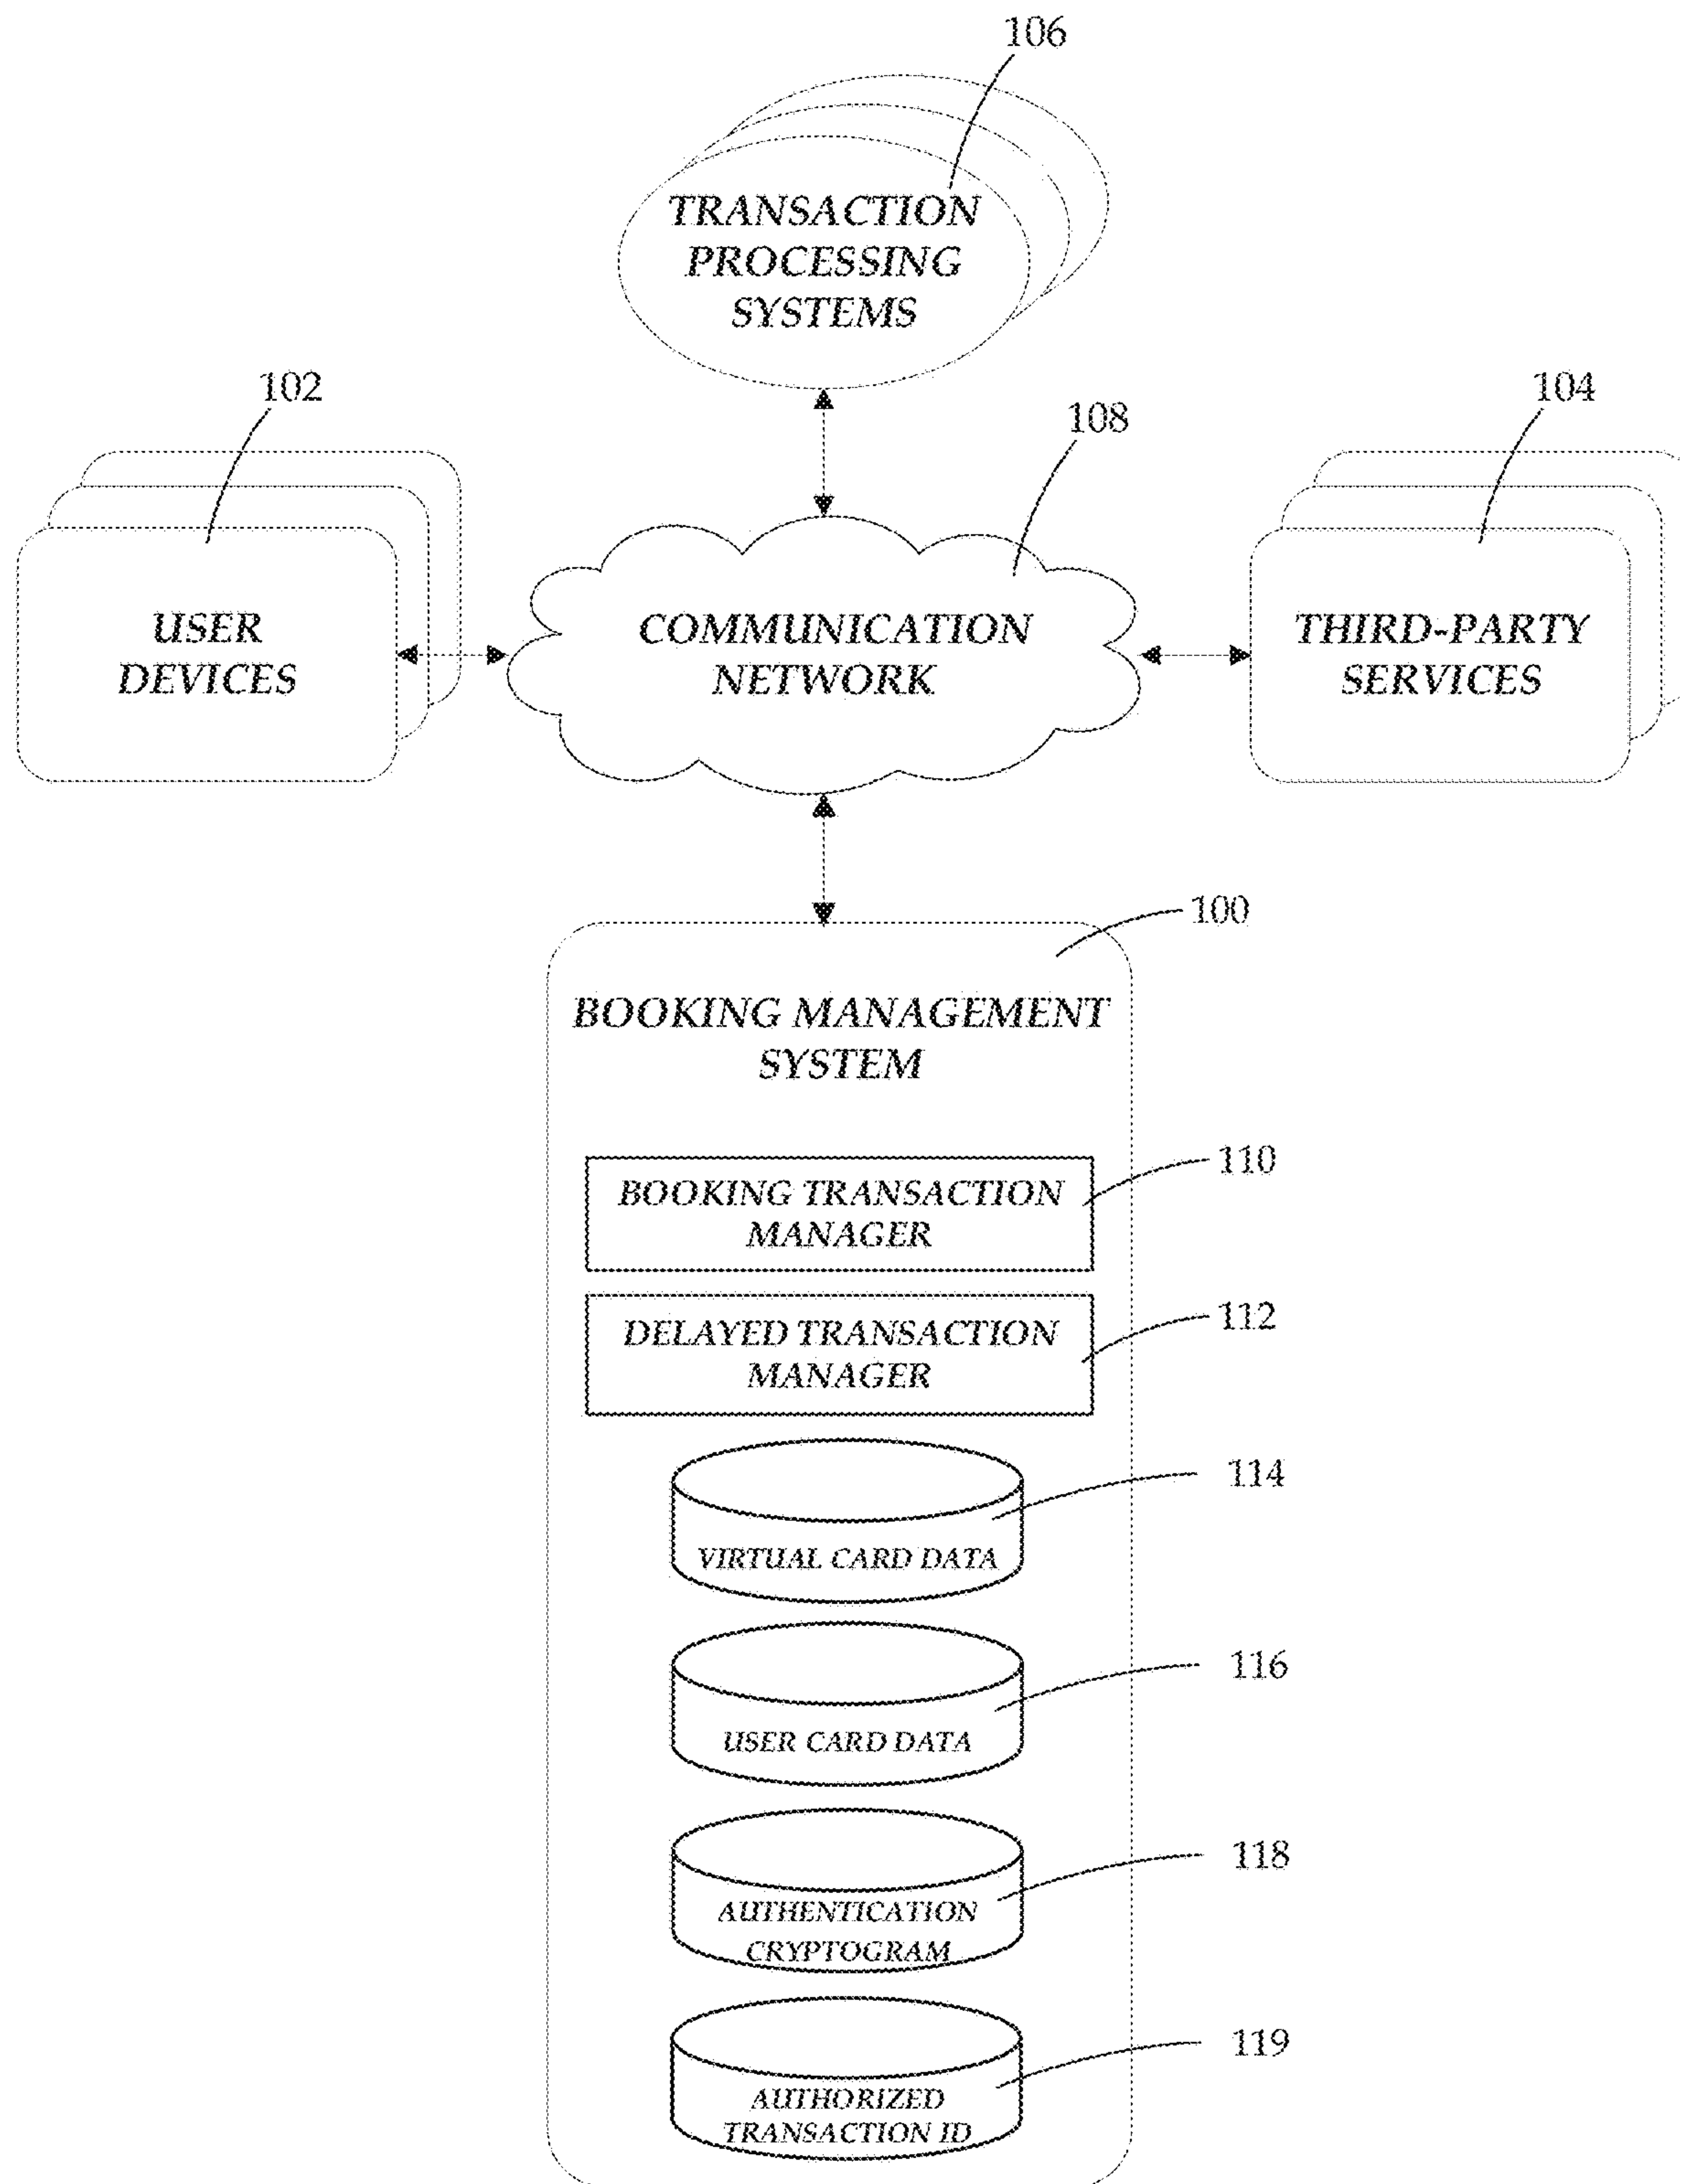 106
TRANSACTION
PROCESSING
SYSTEMS
102
108
104
USER
DEVICES
COMMUNICATION
NETWORK
THIRD-PARTY
SERVICES
100
BOOKING MANAGEMENT
SYSTEM
110
BOOKING TRANSACTION
MANAGER
112
DELAYED TRANSACTION
MANAGER
114
VIRTUAL CARD DATA
116
USER CARD DATA
118
AUTHENTICATION
CRYPTOGRAM
119
AUTHORIZED
TRANSACTION ID